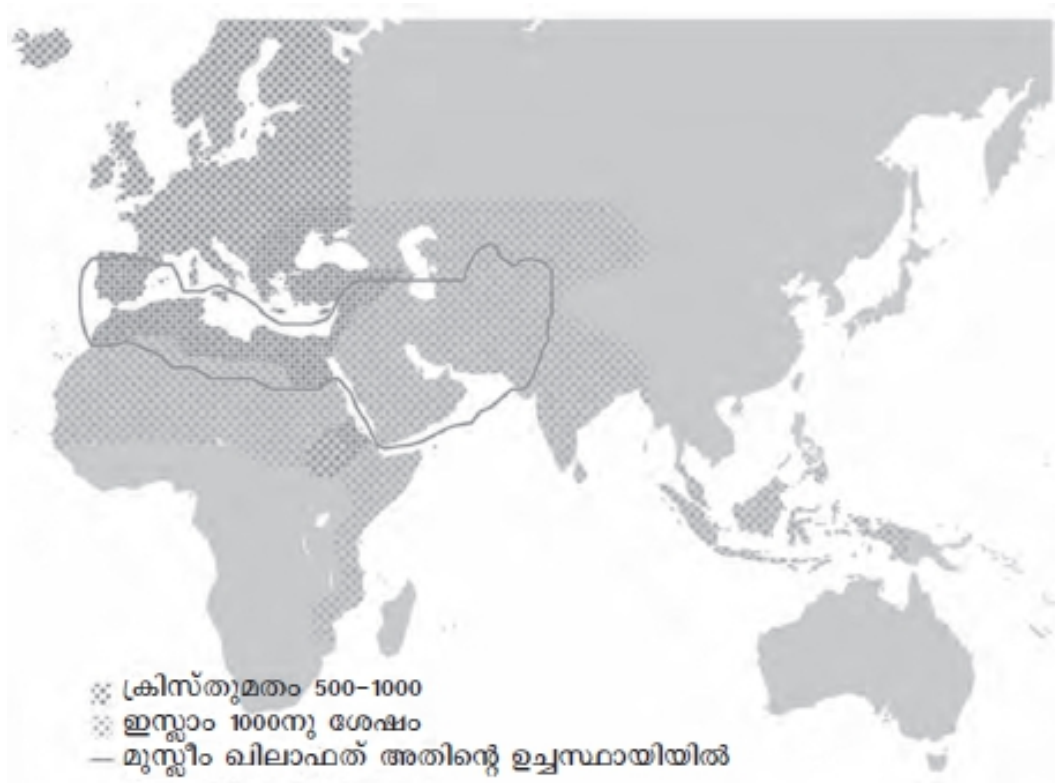 ക്രിസ്തുമതം 500-1000
ഇസ്ലാം 1000നു ശേഷം
മുസ്ലീം ഖിലാഫത് അതിന്റെ ഉച്ചസ്ഥായിയിൽ